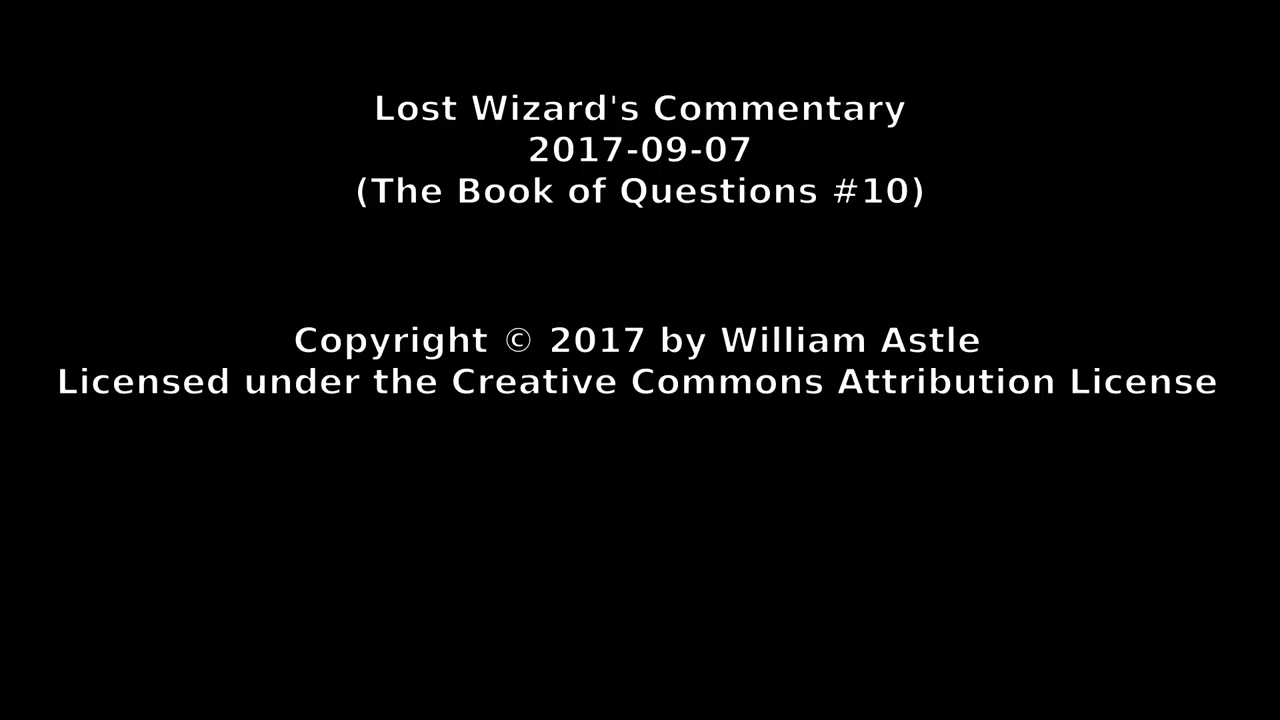 Lost Wizard's Commentary
2017-09-07
(The Book of Questions #10)
Copyright © 2017 by William Astle
Licensed under the Creative Commons Attribution License